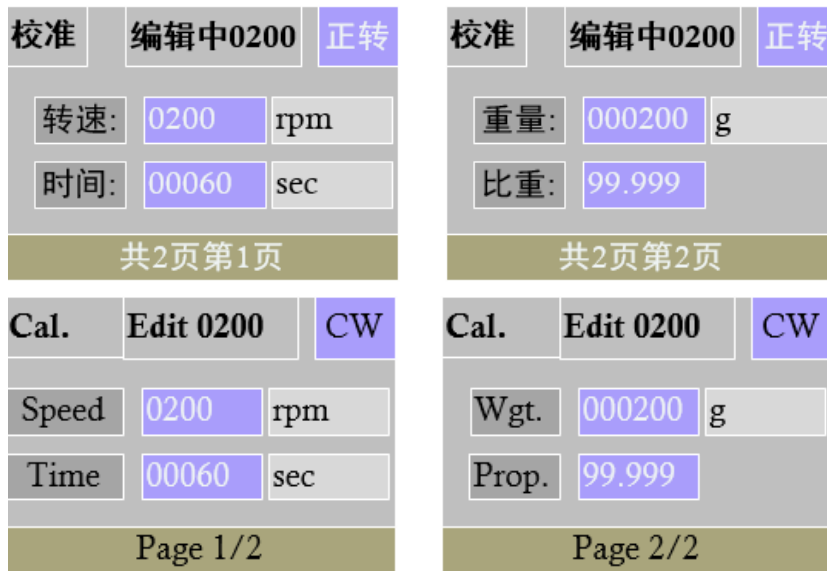 校准 编辑中0200 正转
转速: 0200 rpm
时间: 00060 sec
共2页第1页
校准 编辑中0200 正转
重量: 000200 g
比重: 99.999
共2页第2页
Cal. Edit 0200 CW
Speed 0200 rpm
Time 00060 sec
Page 1/2
Cal. Edit 0200 CW
Wgt. 000200 g
Prop. 99.999
Page 2/2